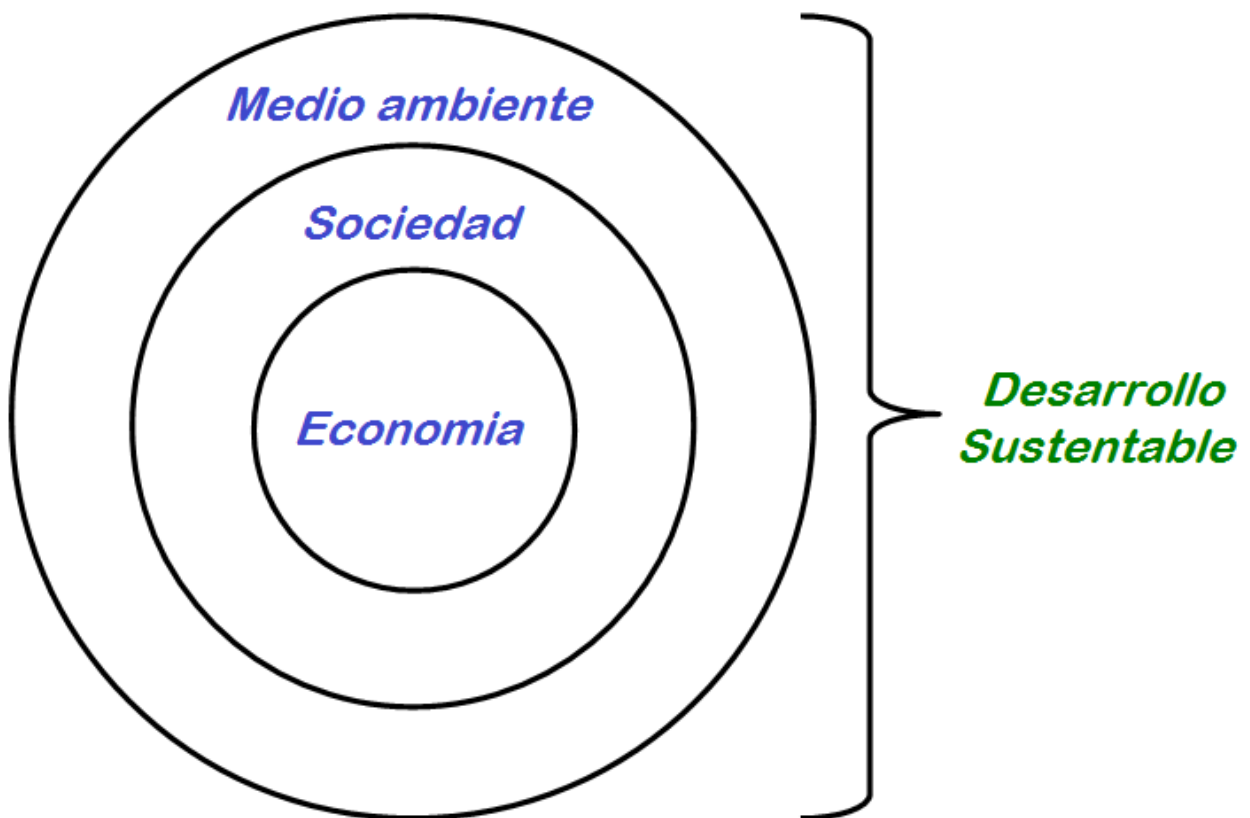 Medio ambiente
Sociedad
Economia
Desarrollo
Sustentable